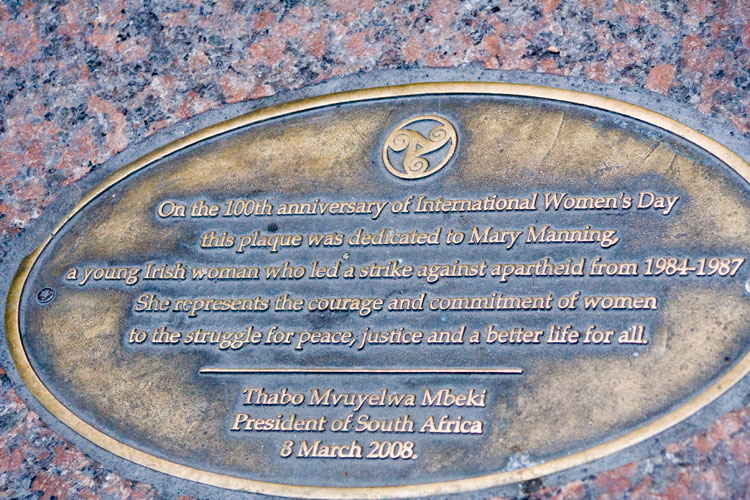 On the 100th anniversary of International Women's Day
this plaque was dedicated to Mary Manning,
a young Irish woman who led a strike against apartheid from 1984-1987
She represents the courage and commitment of women
to the struggle for peace, justice and a better life for all.
Thabo Mvuyelwa Mbeki
President of South Africa
8 March 2008.